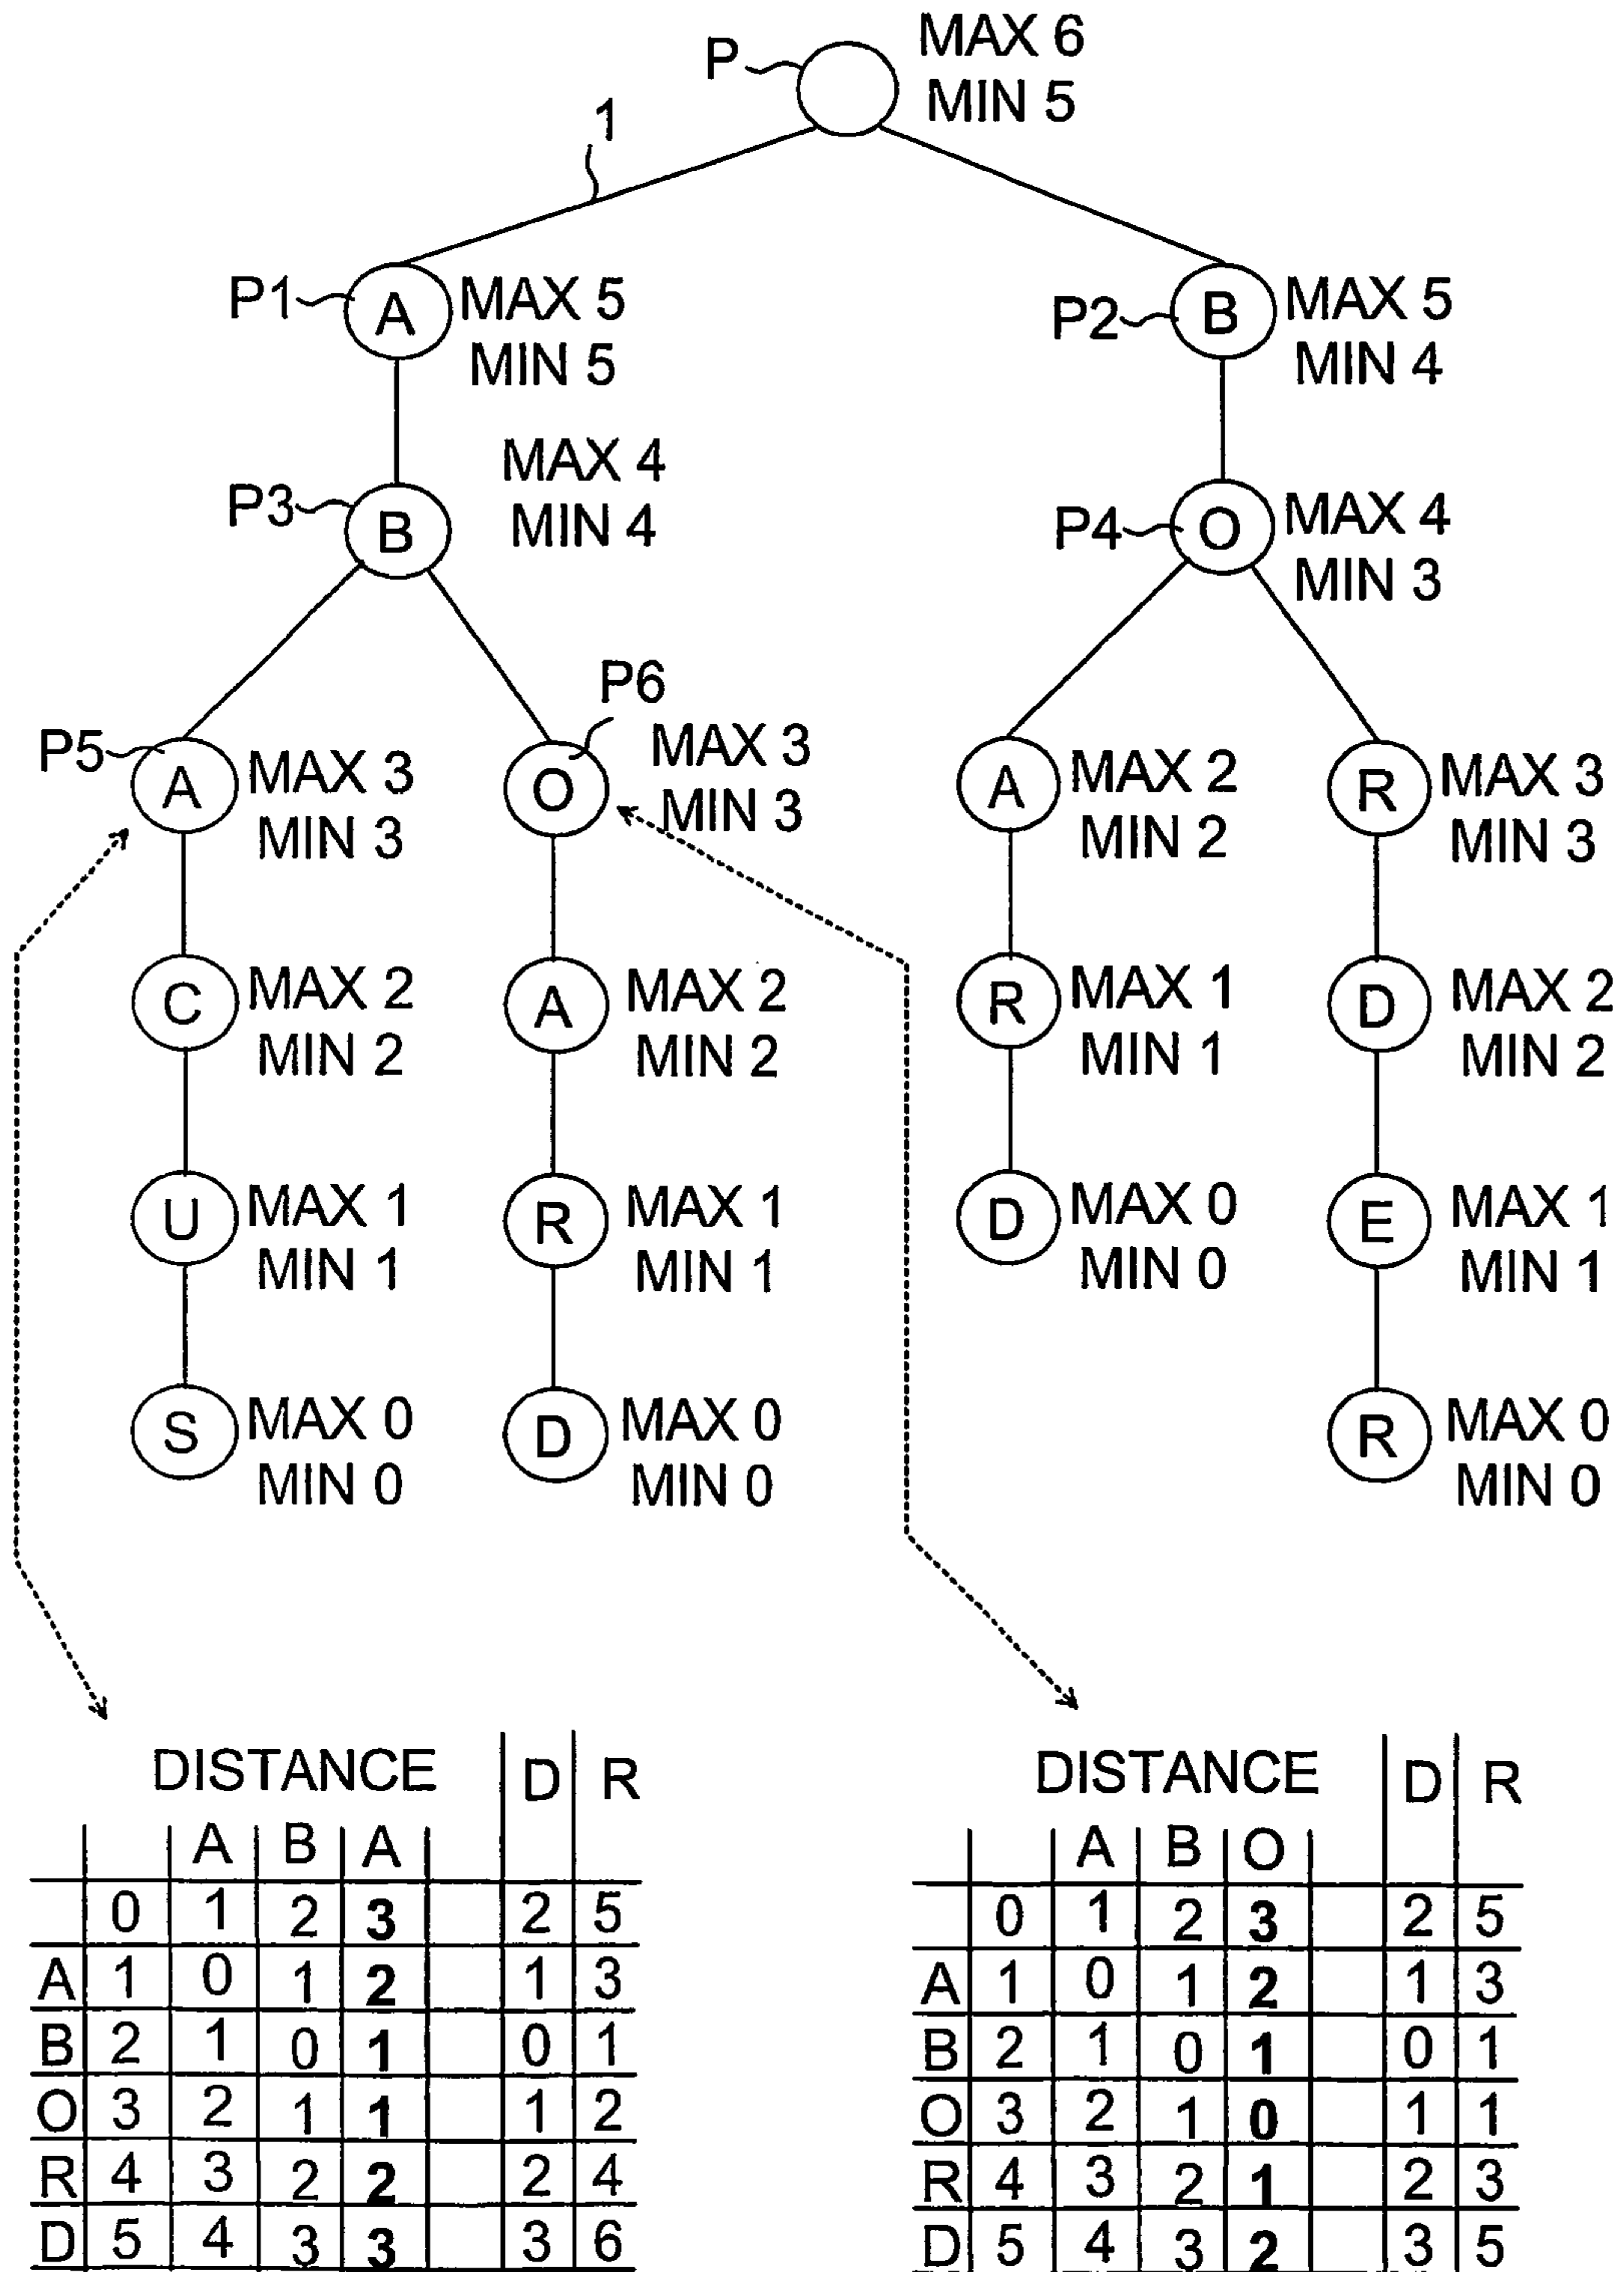 P MAX 6
MIN 5
1
P1 A MAX 5
MIN 5
P2 B MAX 5
MIN 4
P3 B MAX 4
MIN 4
P4 O MAX 4
MIN 3
P5 A MAX 3
MIN 3
P6
O MAX 3
MIN 3
A MAX 2
MIN 2
R MAX 3
MIN 3
C MAX 2
MIN 2
A MAX 2
MIN 2
R MAX 1
MIN 1
D MAX 2
MIN 2
U MAX 1
MIN 1
R MAX 1
MIN 1
D MAX 0
MIN 0
E MAX 1
MIN 1
S MAX 0
MIN 0
D MAX 0
MIN 0
R MAX 0
MIN 0
DISTANCE D R
A B A
0 1 2 3 2 5
A 1 0 1 2 1 3
B 2 1 0 1 0 1
O 3 2 1 1 1 2
R 4 3 2 2 2 4
D 5 4 3 3 3 6
DISTANCE D R
A B O
0 1 2 3 2 5
A 1 0 1 2 1 3
B 2 1 0 1 0 1
O 3 2 1 0 1 1
R 4 3 2 1 2 3
D 5 4 3 2 3 5